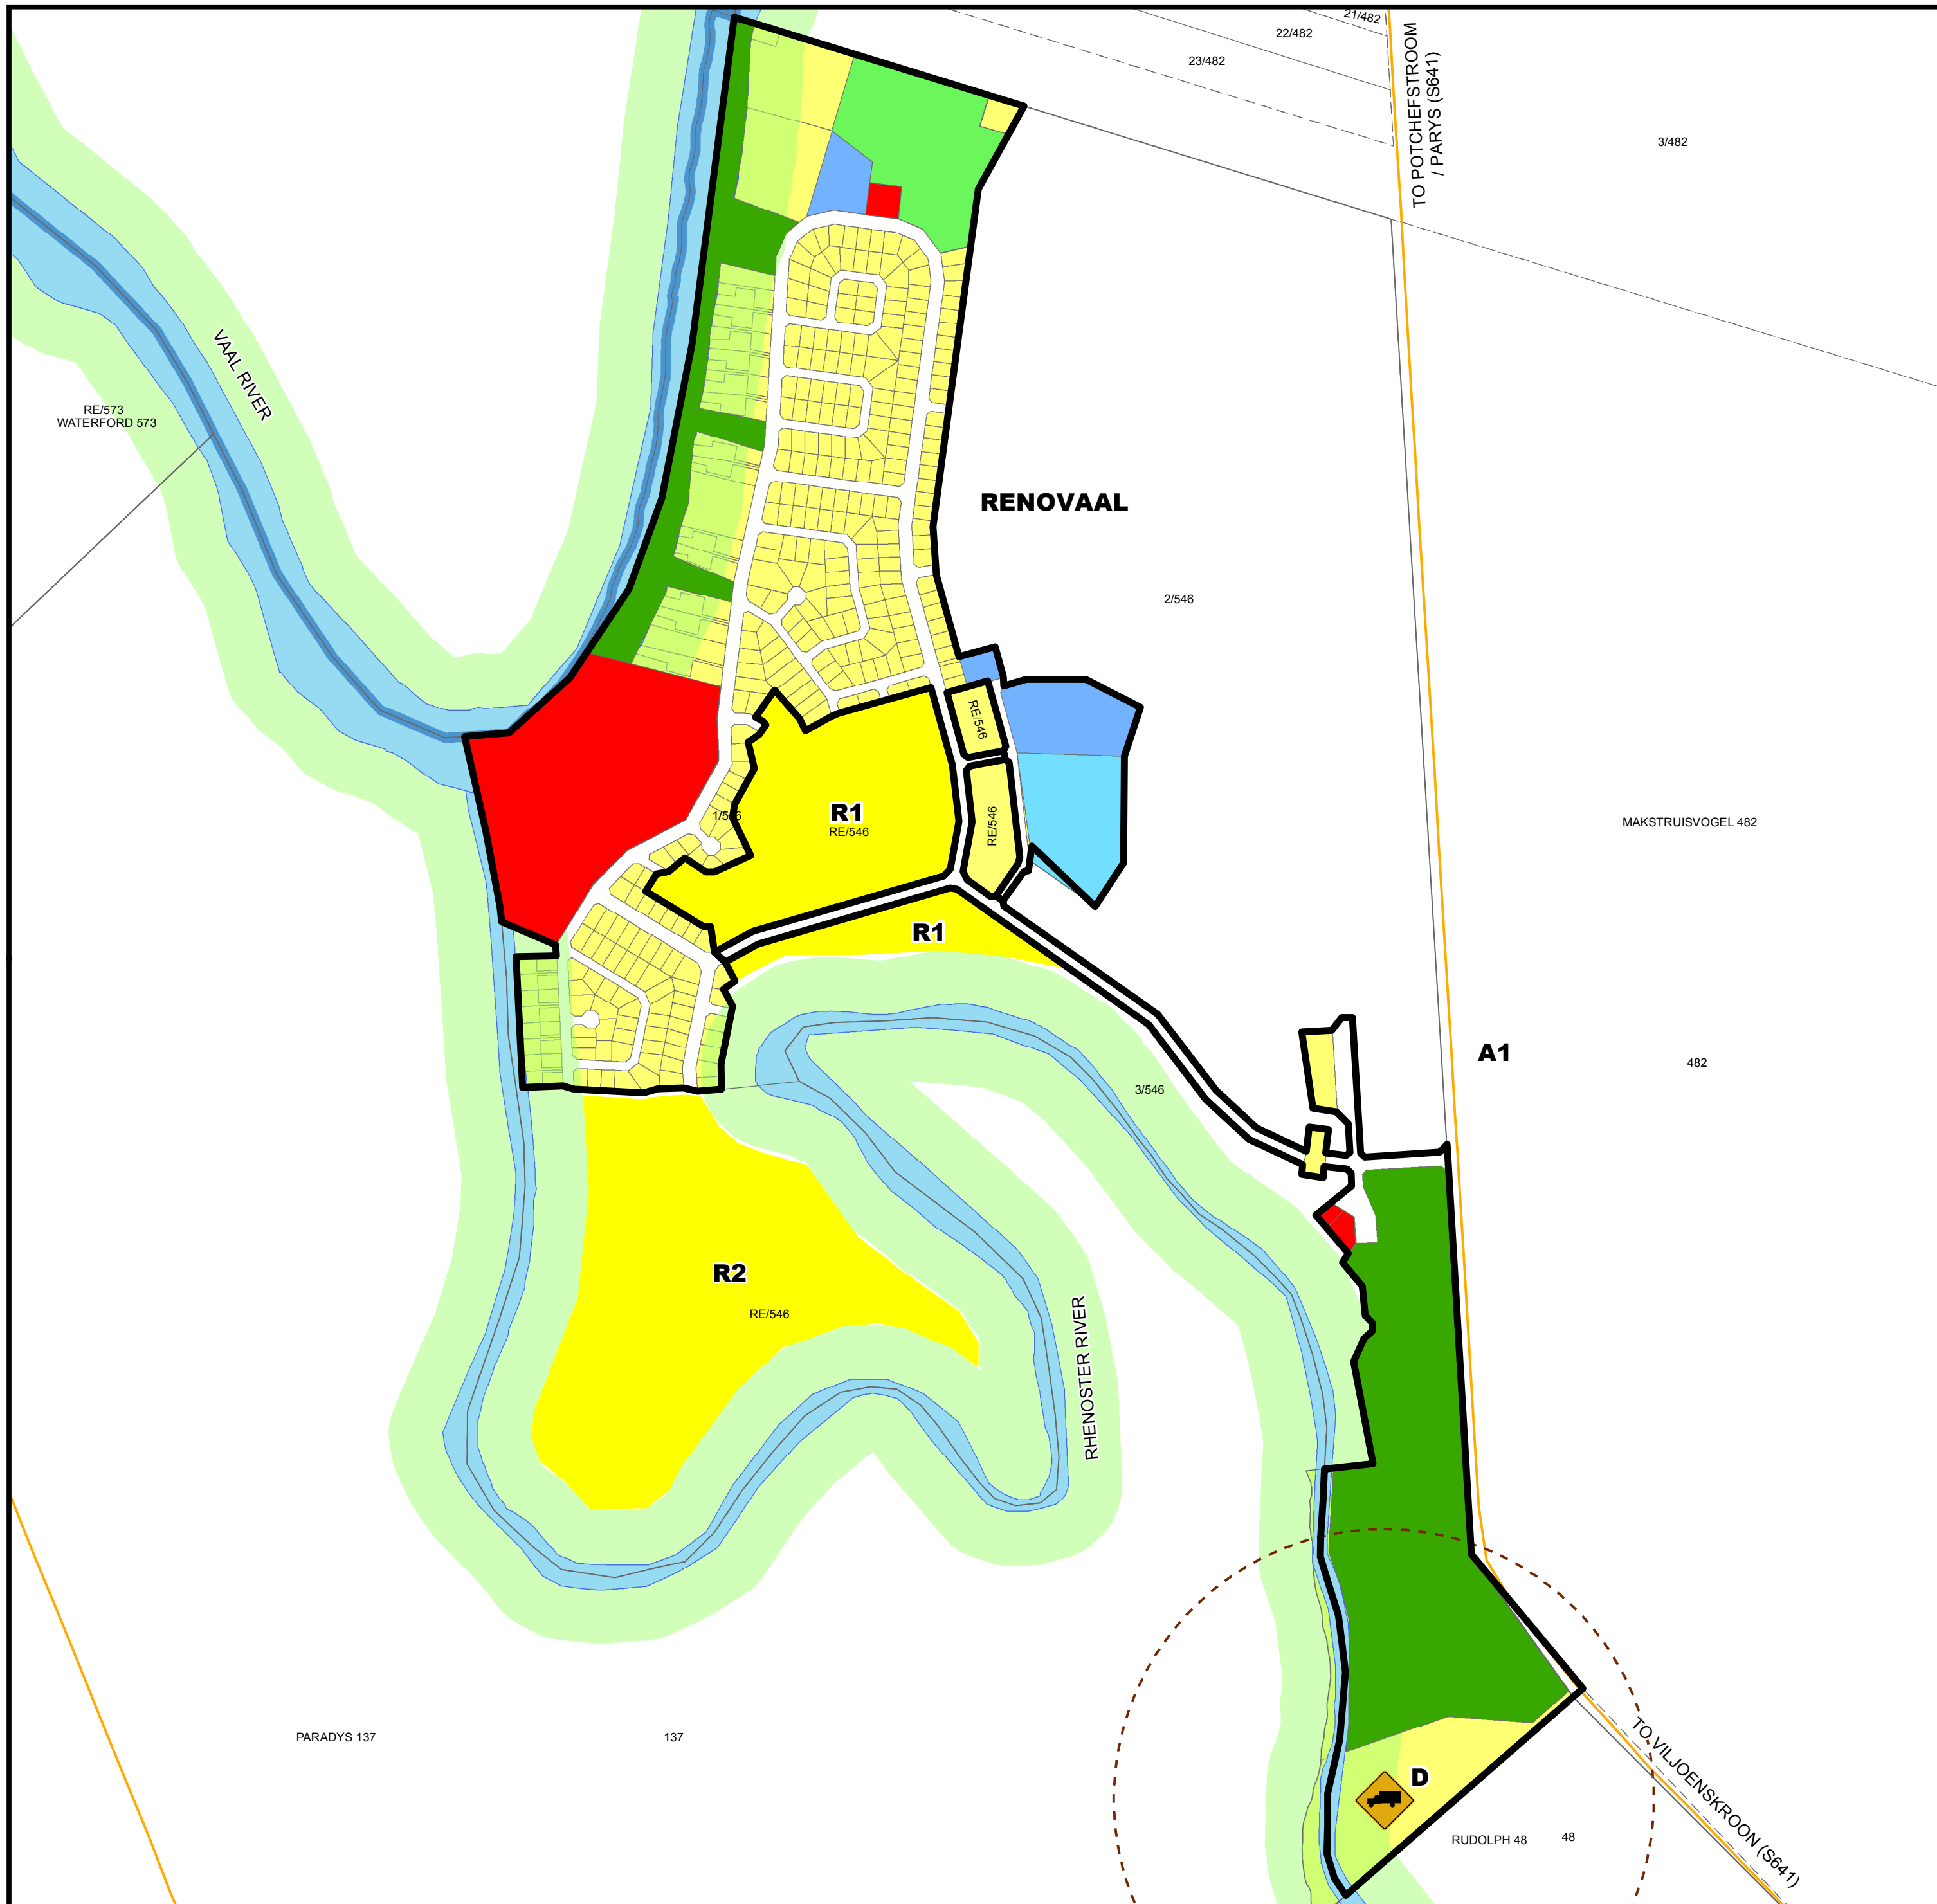 21/482
22/482
23/482
TO POTCHEFSTROOM
/ PARYS (S641)
3/482
VAAL RIVER
RE/573
WATERFORD 573
RENOVAAL
2/546
RE/546
1/546
R1
RE/546
RE/546
MAKSTRUISVOGEL 482
R1
A1
482
3/546
R2
RE/546
RHENOSTER RIVER
PARADYS 137
137
TO VILJOENSKROON (S641)
D
RUDOLPH 48
48